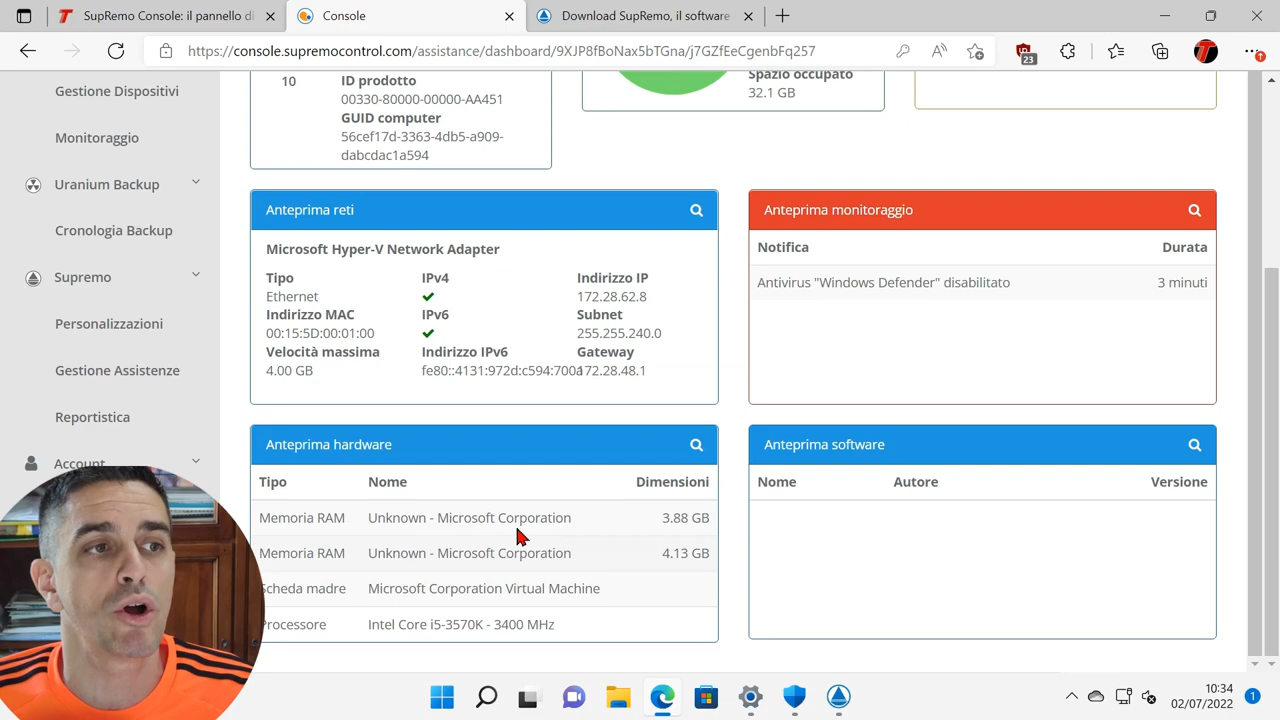 SupRemo Console: il pannello di
Console
Download SupRemo, il software
https://console.supremocontrol.com/assistance/dashboard/9XJP8fBoNax5bTGna/j7GZfEeCgenbFq257
23
Gestione Dispositivi
Monitoraggio
Uranium Backup
Cronologia Backup
Supremo
Personalizzazioni
Gestione Assistenze
Reportistica
Account
10
ID prodotto
00330-80000-00000-AA451
GUID computer
56cef17d-3363-4db5-a909-
dabcdac1a594
Spazio occupato
32.1 GB
Anteprima reti
Microsoft Hyper-V Network Adapter
Tipo IPv4 Indirizzo IP
Ethernet 172.28.62.8
Indirizzo MAC IPv6 Subnet
00:15:5D:00:01:00 255.255.240.0
Velocità massima Indirizzo IPv6 Gateway
4.00 GB fe80::4131:972d:c594:700a 172.28.48.1
Anteprima monitoraggio
Notifica Durata
Antivirus "Windows Defender" disabilitato 3 minuti
Anteprima hardware
Tipo Nome Dimensioni
Memoria RAM Unknown - Microsoft Corporation 3.88 GB
Memoria RAM Unknown - Microsoft Corporation 4.13 GB
Scheda madre Microsoft Corporation Virtual Machine
Processore Intel Core i5-3570K - 3400 MHz
Anteprima software
Nome Autore Versione
10:34
02/07/2022
1